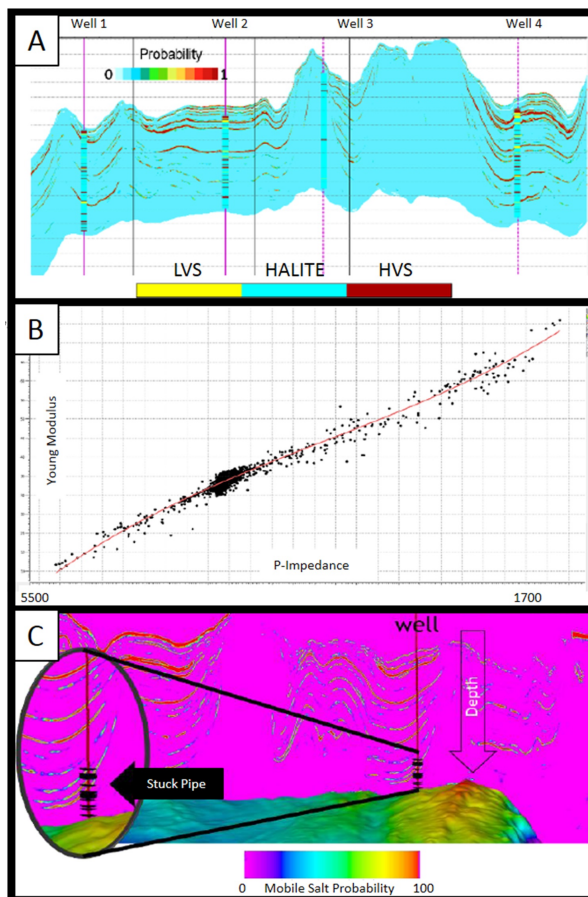 Well 1 Well 2 Well 3 Well 4
A
Probability
0 1
LVS HALITE HVS
B
Young Modulus
P-Impedance
5500 1700
C
well
Depth
Stuck Pipe
0 Mobile Salt Probability 100